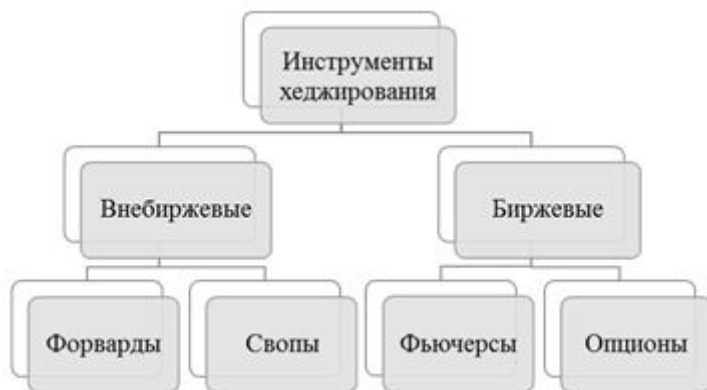 Инструменты
хеджирования
Внебиржевые
Биржевые
Форварды
Свопы
Фьючерсы
Опционы